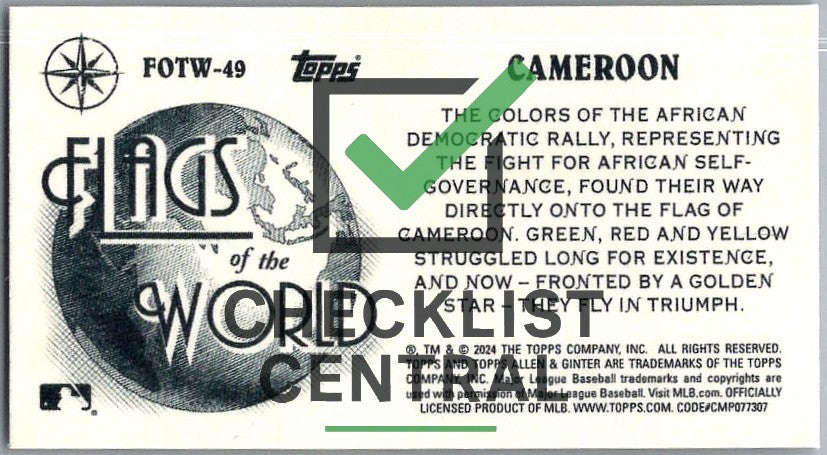 FOTW-49
topps
FLAGS
of the
WORLD
CAMEROON
THE COLORS OF THE AFRICAN
DEMOCRATIC RALLY, REPRESENTING
THE FIGHT FOR AFRICAN SELF-
GOVERNANCE, FOUND THEIR WAY
DIRECTLY ONTO THE FLAG OF
CAMEROON. GREEN, RED AND YELLOW
STRUGGLED LONG FOR EXISTENCE,
AND NOW – FRONTED BY A GOLDEN
STAR – THEY FLY IN TRIUMPH.
®, TM & © 2024 THE TOPPS COMPANY, INC. ALL RIGHTS RESERVED.
TOPPS AND TOPPS ALLEN & GINTER ARE TRADEMARKS OF THE TOPPS
COMPANY, INC. Major League Baseball trademarks and copyrights are
used with permission of Major League Baseball. Visit MLB.com. OFFICIALLY
LICENSED PRODUCT OF MLB. WWW.TOPPS.COM. CODE#CMP077307
CHECKLIST
CENTRAL